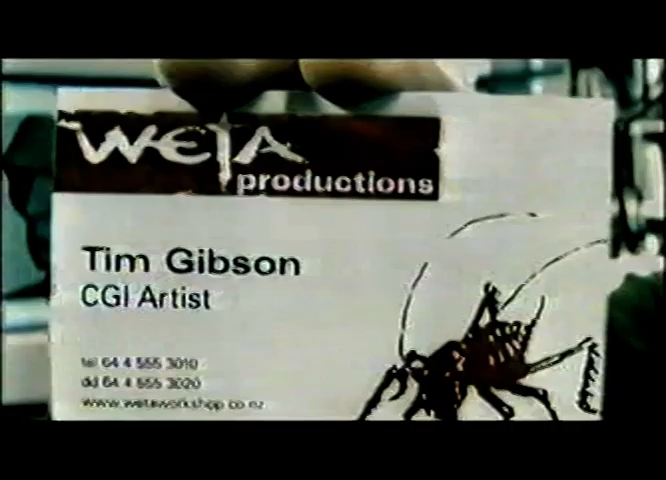 WETA
productions
Tim Gibson
CGI Artist
tel 64 4 555 3010
dd 64 4 555 3020
www.wetaworkshop.co.nz